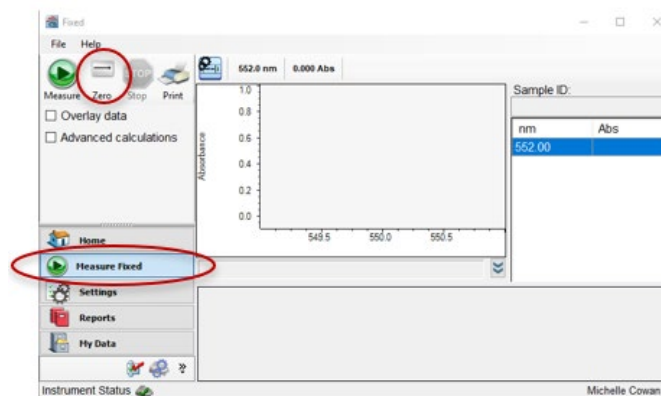 Fixed
File Help
Measure Zero Stop Print
STOP
552.0 nm 0.000 Abs
Overlay data
Advanced calculations
Absorbance
1.0
0.8
0.6
0.4
0.2
0.0
549.5 550.0 550.5
Sample ID:
nm Abs
552.00
Home
Measure Fixed
Settings
Reports
My Data
Instrument Status
Michelle Cowan